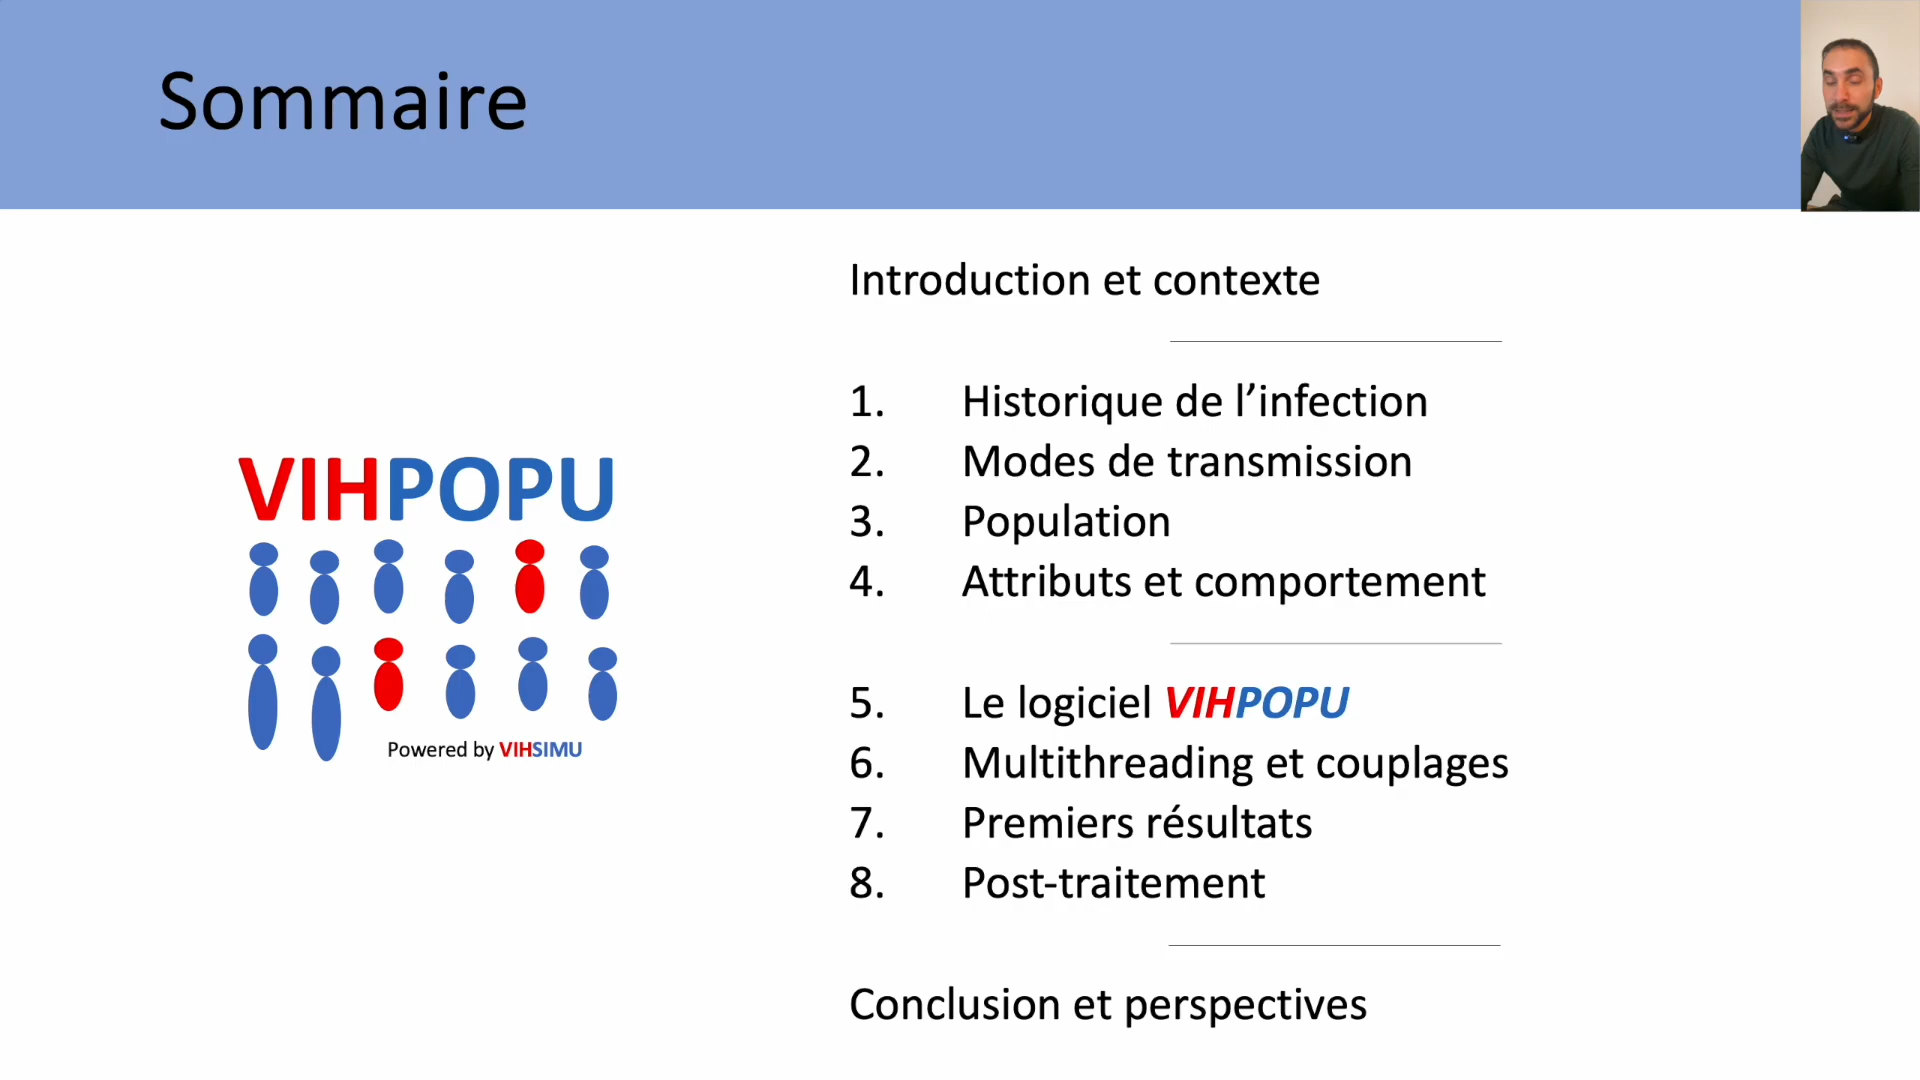 Sommaire
VIHPOPU
Powered by VIHSIMU
Introduction et contexte
1. Historique de l’infection
2. Modes de transmission
3. Population
4. Attributs et comportement
5. Le logiciel VIHPOPU
6. Multithreading et couplages
7. Premiers résultats
8. Post-traitement
Conclusion et perspectives